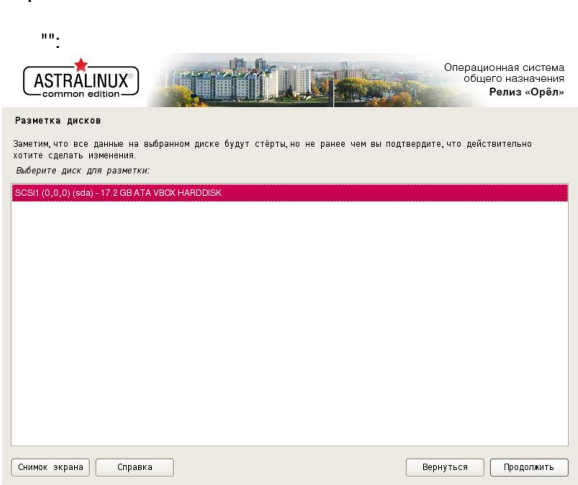 "":
ASTRALINUX®
common edition
Операционная система
общего назначения
Релиз «Орёл»
Разметка дисков
Заметим, что все данные на выбранном диске будут стёрты, но не ранее чем вы подтвердите, что действительно
хотите сделать изменения.
Выберите диск для разметки:
SCSI1 (0,0,0) (sda) - 17.2 GB ATA VBOX HARDDISK
Снимок экрана Справка Вернуться Продолжить